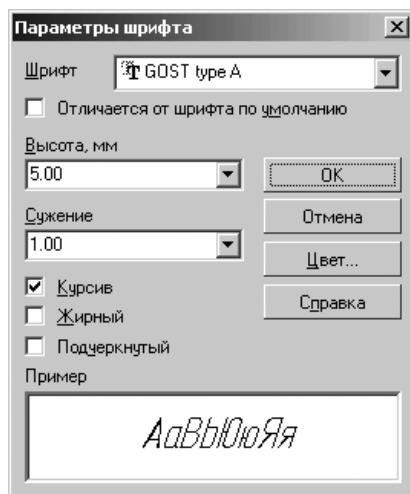 Параметры шрифта
Шрифт GOST type A
Отличается от шрифта по умолчанию
Высота, мм
5.00 OK
Сужение Отмена
1.00 Цвет...
Курсив Справка
Жирный
Подчеркнутый
Пример
АаВЫЮюЯя